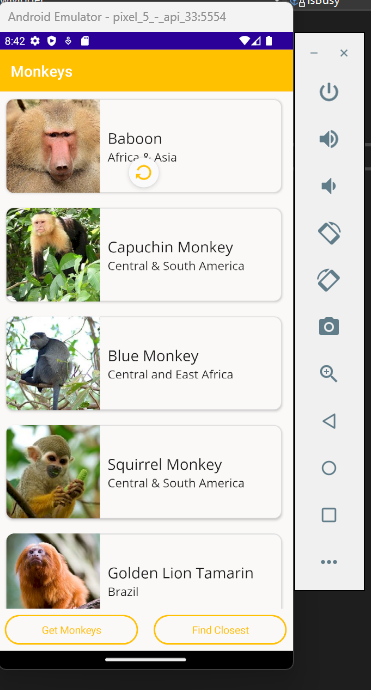 isBusy
Android Emulator - pixel_5_-_api_33:5554
8:42
Monkeys
Baboon
Africa & Asia
Capuchin Monkey
Central & South America
Blue Monkey
Central and East Africa
Squirrel Monkey
Central & South America
Golden Lion Tamarin
Brazil
Get Monkeys
Find Closest